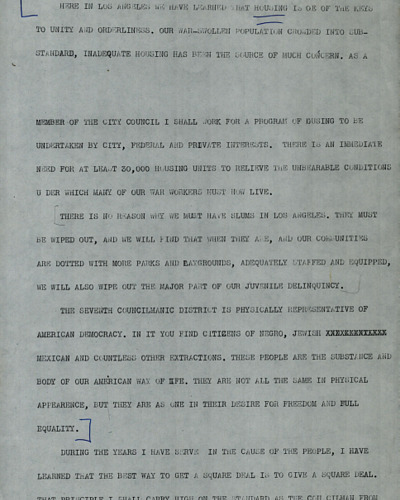 HERE IN LOS ANGELES WE HAVE LEARNED THAT HOUSING IS OE OF THE KEYS
TO UNITY AND ORDERLINESS. OUR WAR-SWOLLEN POPULATION CROWDED INTO SUB-
STANDARD, INADEQUATE HOUSING HAS BEEN THE SOURCE OF MUCH CONCERN. AS A
MEMBER OF THE CITY COUNCIL I SHALL WORK FOR A PROGRAM OF HUSING TO BE
UNDERTAKEN BY CITY, FEDERAL AND PRIVATE INTERESTS. THERE IS AN IMMEDIATE
NEED FOR AT LEAST 30,000 HOUSING UNITS TO RELIEVE THE UNBEARABLE CONDITIONS
U DER WHICH MANY OF OUR WAR WORKERS MUST NOW LIVE.
THERE IS NO REASON WHY WE MUST HAVE SLUMS IN LOS ANGELES. THEY MUST
BE WIPED OUT, AND WE WILL FIND THAT WHEN THEY ARE, AND OUR COMMUNITIES
ARE DOTTED WITH MORE PARKS AND LAYGROUNDS, ADEQUATELY STAFFED AND EQUIPPED,
WE WILL ALSO WIPE OUT THE MAJOR PART OF OUR JUVENILE DELINQUINCY.
THE SEVENTH COUNCILMANIC DISTRICT IS PHYSICALLY REPRESENTATIVE OF
AMERICAN DEMOCRACY. IN IT YOU FIND CITIZENS OF NEGRO, JEWISH
MEXICAN AND COUNTLESS OTHER EXTRACTIONS. THESE PEOPLE ARE THE SUBSTANCE AND
BODY OF OUR AMERICAN WAY OF IFE. THEY ARE NOT ALL THE SAME IN PHYSICAL
APPEARENCE, BUT THEY ARE AS ONE IN THEIR DESIRE FOR FREEDOM AND FULL
EQUALITY.
DURING THE YEARS I HAVE SERVE IN THE CAUSE OF THE PEOPLE, I HAVE
LEARNED THAT THE BEST WAY TO GET A SQUARE DEAL IS TO GIVE A SQUARE DEAL.
THAT PRINCIPLE I SHALL CARRY HIGH ON THE STANDARD AS THE COUNCILMAN FROM